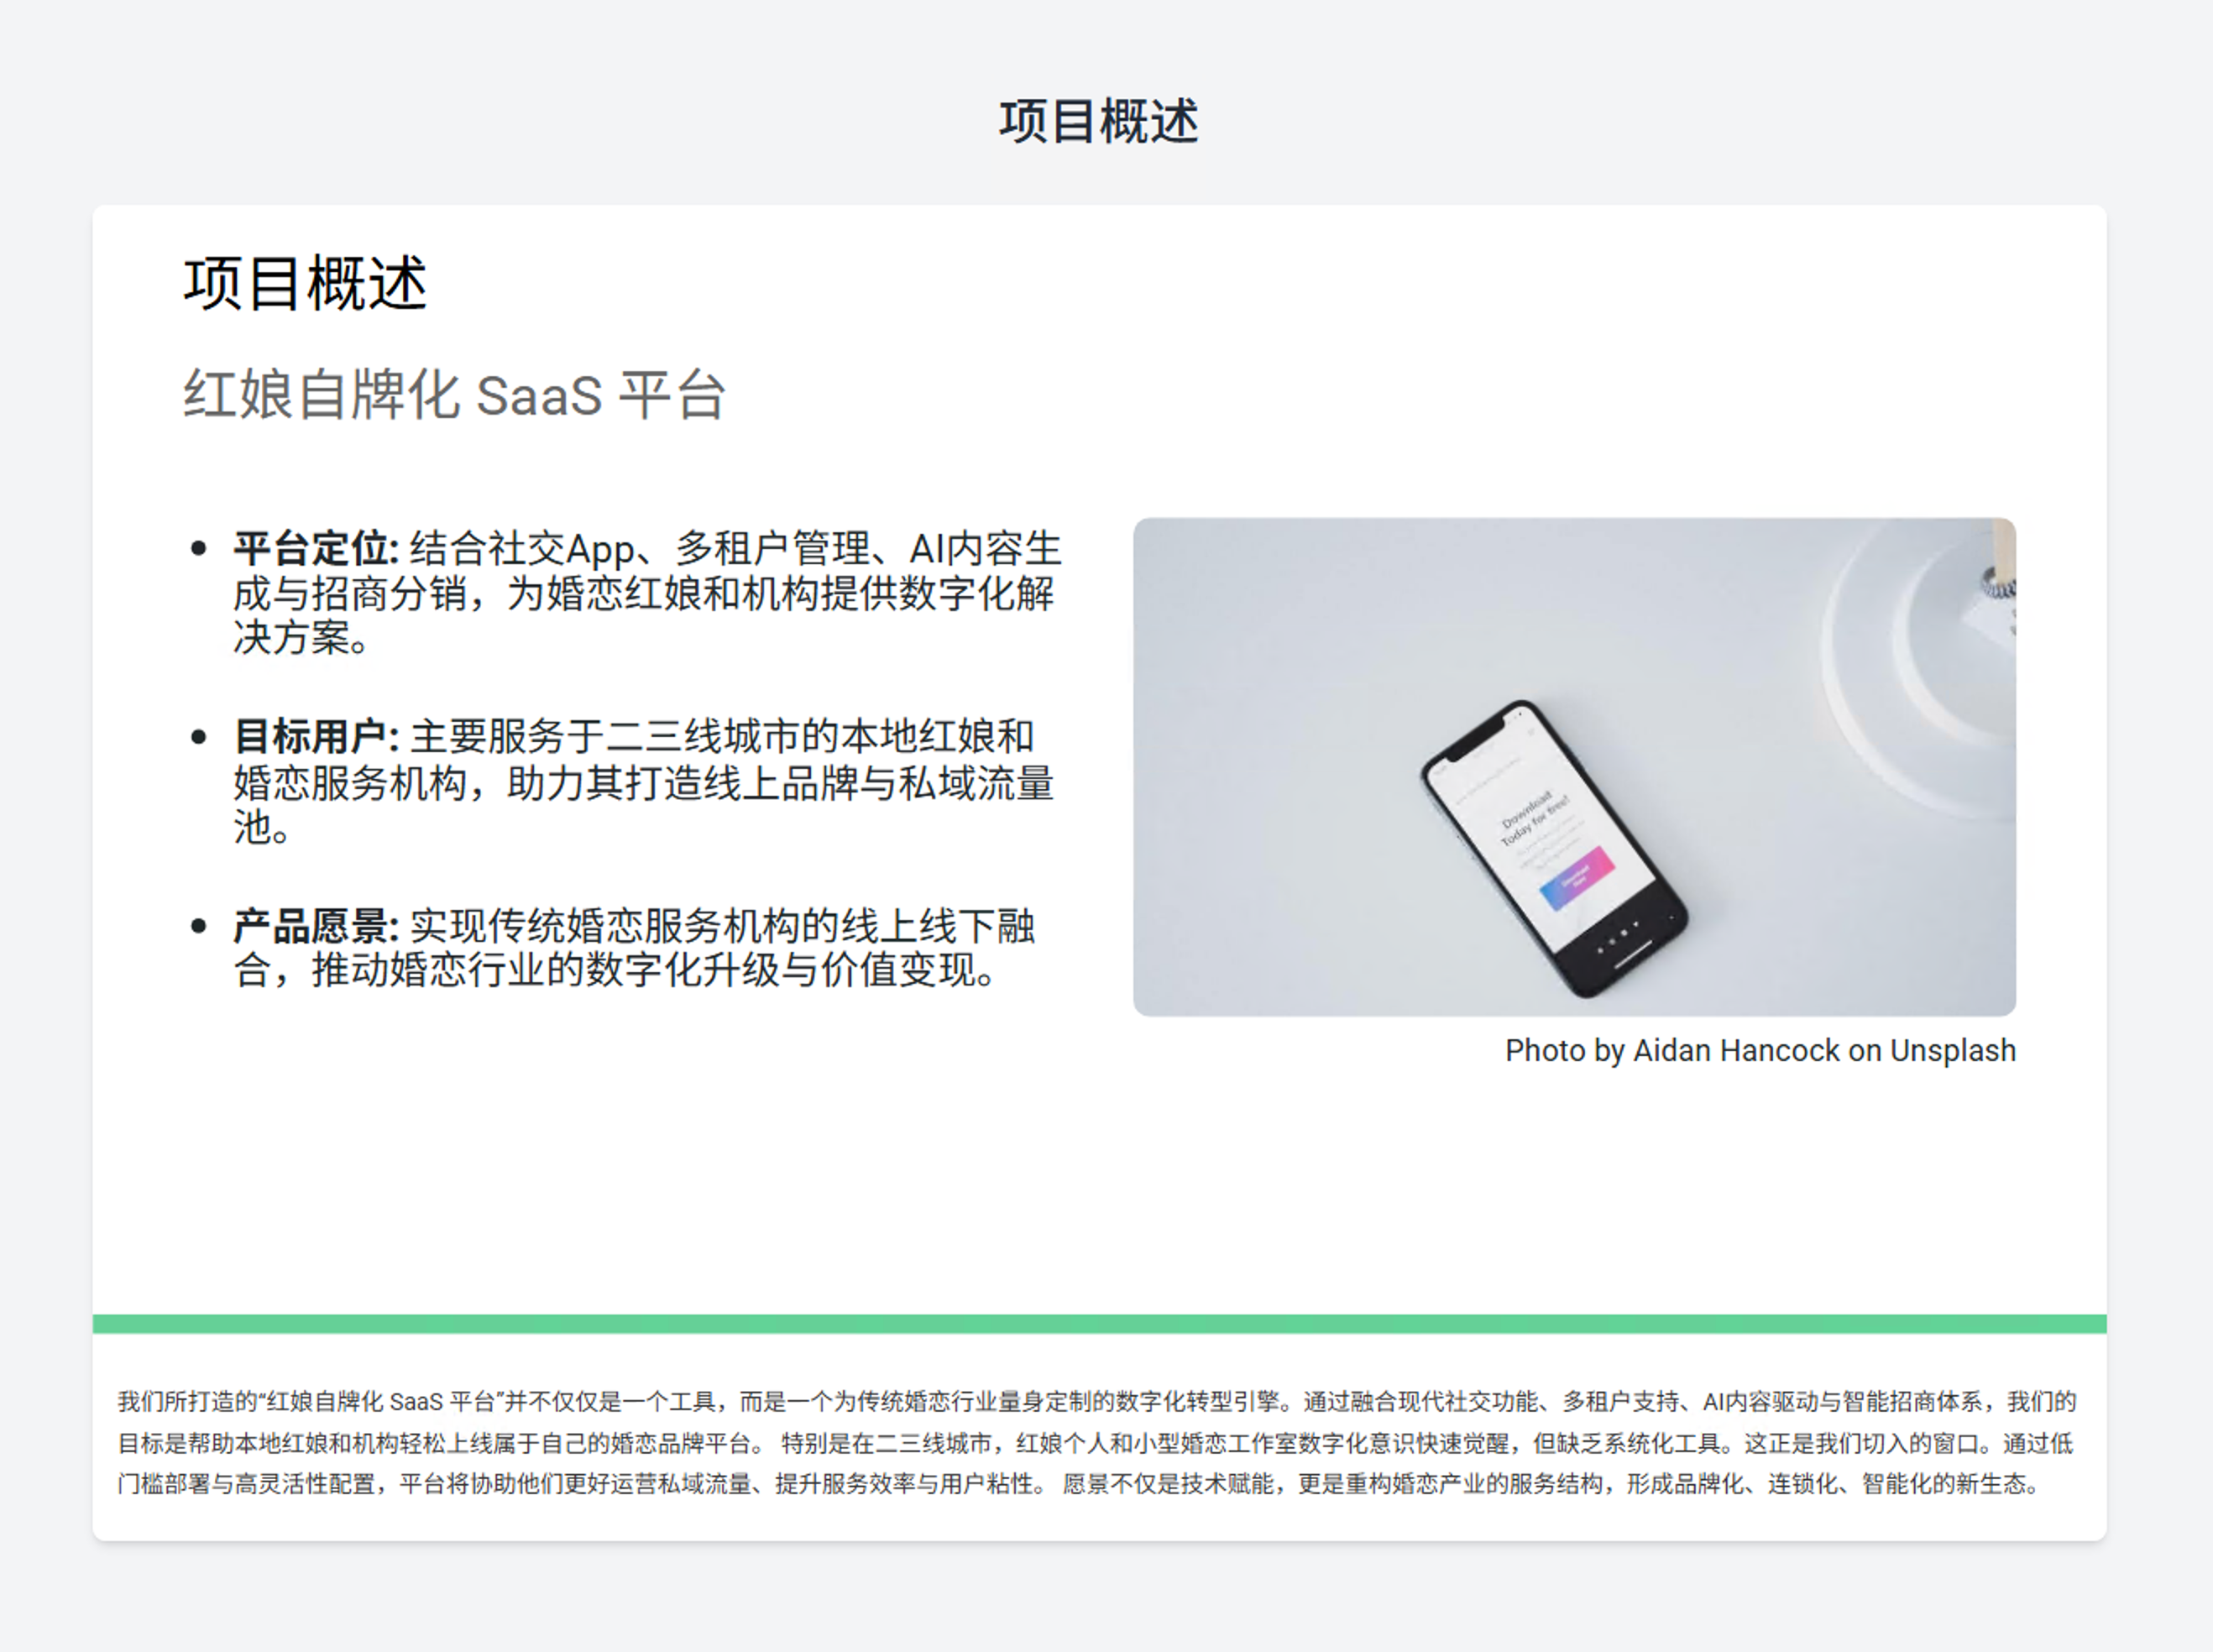 项目概述
项目概述
红娘自牌化 SaaS 平台
平台定位: 结合社交App、多租户管理、AI内容生
成与招商分销，为婚恋红娘和机构提供数字化解
决方案。
目标用户: 主要服务于二三线城市的本地红娘和
婚恋服务机构，助力其打造线上品牌与私域流量
池。
产品愿景: 实现传统婚恋服务机构的线上线下融
合，推动婚恋行业的数字化升级与价值变现。
Download
Today for free!
Photo by Aidan Hancock on Unsplash
我们所打造的“红娘自牌化 SaaS 平台”并不仅仅是一个工具，而是一个为传统婚恋行业量身定制的数字化转型引擎。通过融合现代社交功能、多租户支持、AI内容驱动与智能招商体系，我们的
目标是帮助本地红娘和机构轻松上线属于自己的婚恋品牌平台。 特别是在二三线城市，红娘个人和小型婚恋工作室数字化意识快速觉醒，但缺乏系统化工具。这正是我们切入的窗口。通过低
门槛部署与高灵活性配置，平台将协助他们更好运营私域流量、提升服务效率与用户粘性。 愿景不仅是技术赋能，更是重构婚恋产业的服务结构，形成品牌化、连锁化、智能化的新生态。